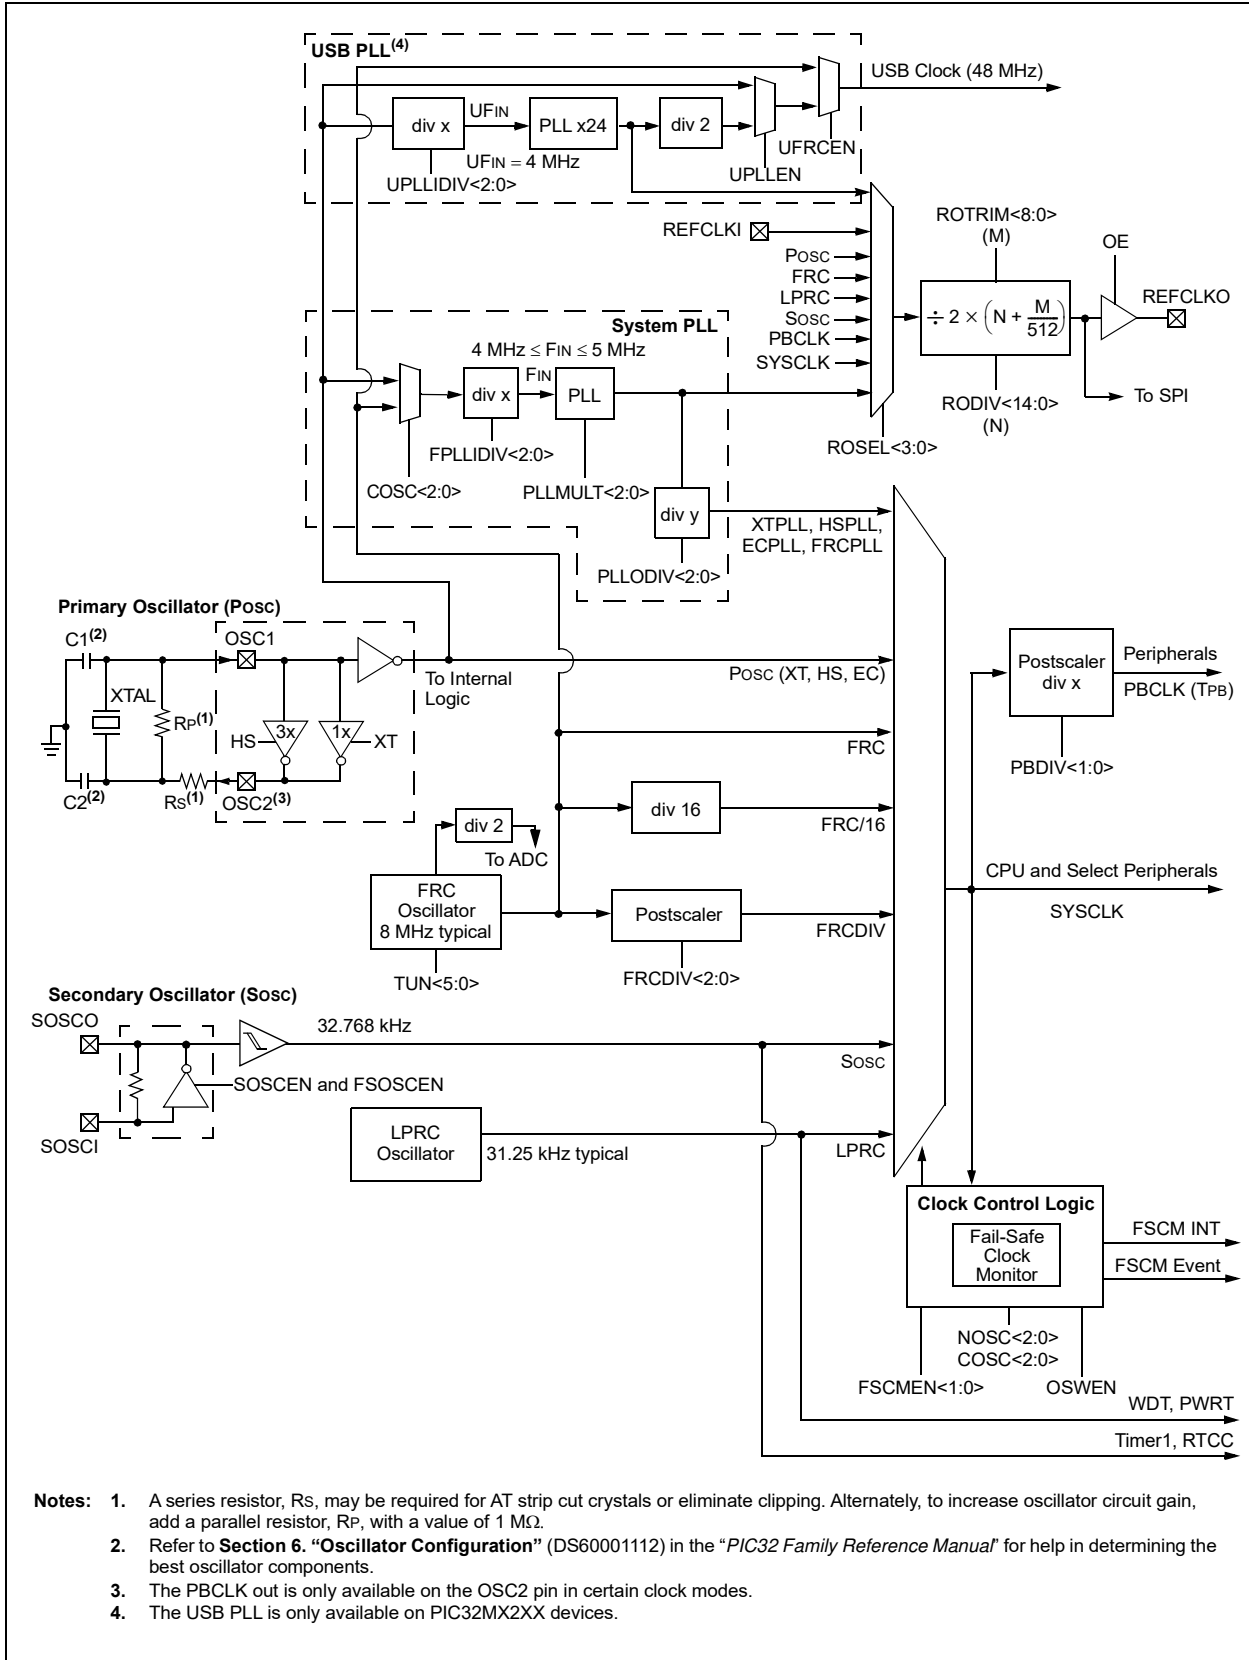 USB PLL(4)
USB Clock (48 MHz)
div x
UFIN
PLL x24
div 2
UFIN = 4 MHz
UFRCEN
UPLLIDIV<2:0>
UPLLEN
REFCLKI
POSC
FRC
LPRC
SOSC
PBCLK
SYSCLK
ROTRIM<8:0>
(M)
OE
REFCLKO
÷ 2 × (N + M/512)
To SPI
RODIV<14:0>
(N)
ROSEL<3:0>
System PLL
4 MHz ≤ FIN ≤ 5 MHz
FIN
div x
PLL
FPLLIDIV<2:0>
COSC<2:0>
PLLMULT<2:0>
div y
XTPLL, HSPLL,
ECPLL, FRCPLL
PLLODIV<2:0>
Primary Oscillator (POSC)
C1(2)
OSC1
XTAL
RP(1)
3x
1x
HS
XT
C2(2)
RS(1)
OSC2(3)
To Internal
Logic
POSC (XT, HS, EC)
Postscaler
div x
Peripherals
PBCLK (TPB)
PBDIV<1:0>
FRC
div 16
FRC/16
div 2
To ADC
FRC
Oscillator
8 MHz typical
TUN<5:0>
Postscaler
FRCDIV
FRCDIV<2:0>
CPU and Select Peripherals
SYSCLK
Secondary Oscillator (SOSC)
SOSCO
32.768 kHz
SOSC
SOSCEN and FSOSCEN
SOSCI
LPRC
Oscillator
31.25 kHz typical
LPRC
Clock Control Logic
Fail-Safe
Clock
Monitor
FSCM INT
FSCM Event
NOSC<2:0>
COSC<2:0>
FSCMEN<1:0>
OSWEN
WDT, PWRT
Timer1, RTCC
Notes: 1. A series resistor, RS, may be required for AT strip cut crystals or eliminate clipping. Alternately, to increase oscillator circuit gain,
add a parallel resistor, RP, with a value of 1 MΩ.
2. Refer to Section 6. “Oscillator Configuration” (DS60001112) in the “PIC32 Family Reference Manual” for help in determining the
best oscillator components.
3. The PBCLK out is only available on the OSC2 pin in certain clock modes.
4. The USB PLL is only available on PIC32MX2XX devices.